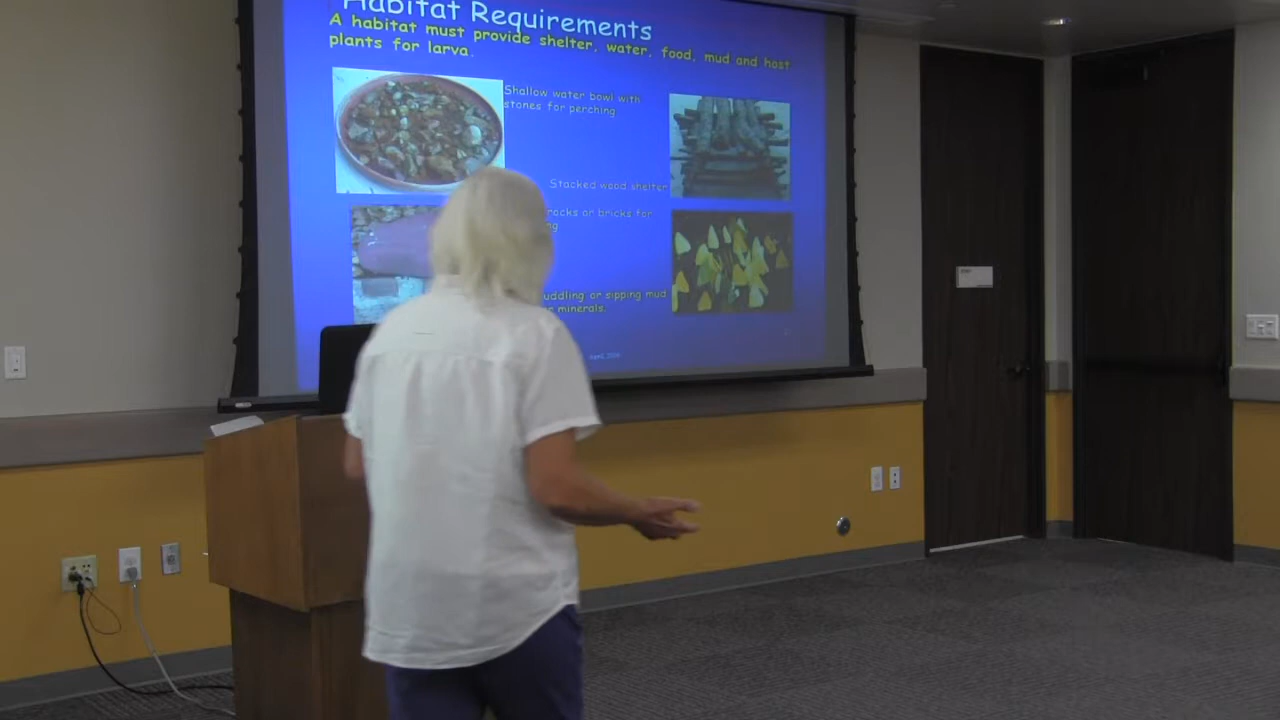 Habitat Requirements
A habitat must provide shelter, water, food, mud and host
plants for larva.
Shallow water bowl with
stones for perching
Stacked wood shelter
rocks or bricks for
uddling or sipping mud
minerals.
April,